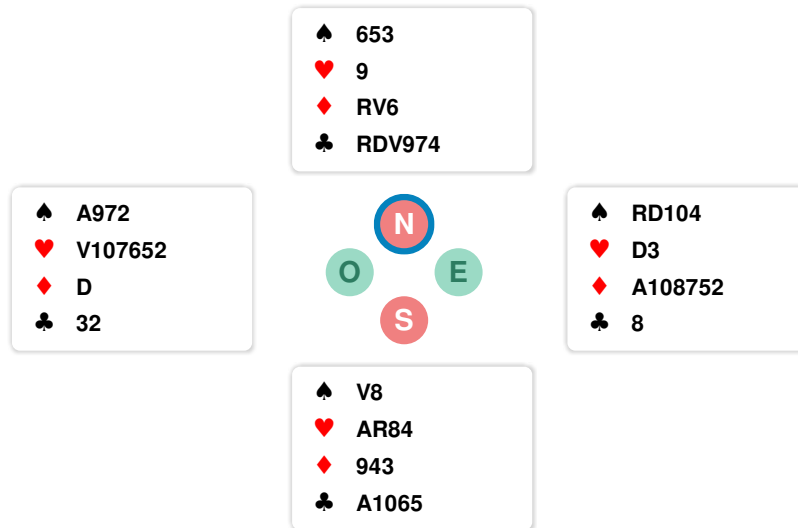 ♠ 653
♥ 9
♦ RV6
♣ RDV974
♠ A972
♥ V107652
♦ D
♣ 32
N
O E
S
♠ RD104
♥ D3
♦ A108752
♣ 8
♠ V8
♥ AR84
♦ 943
♣ A1065